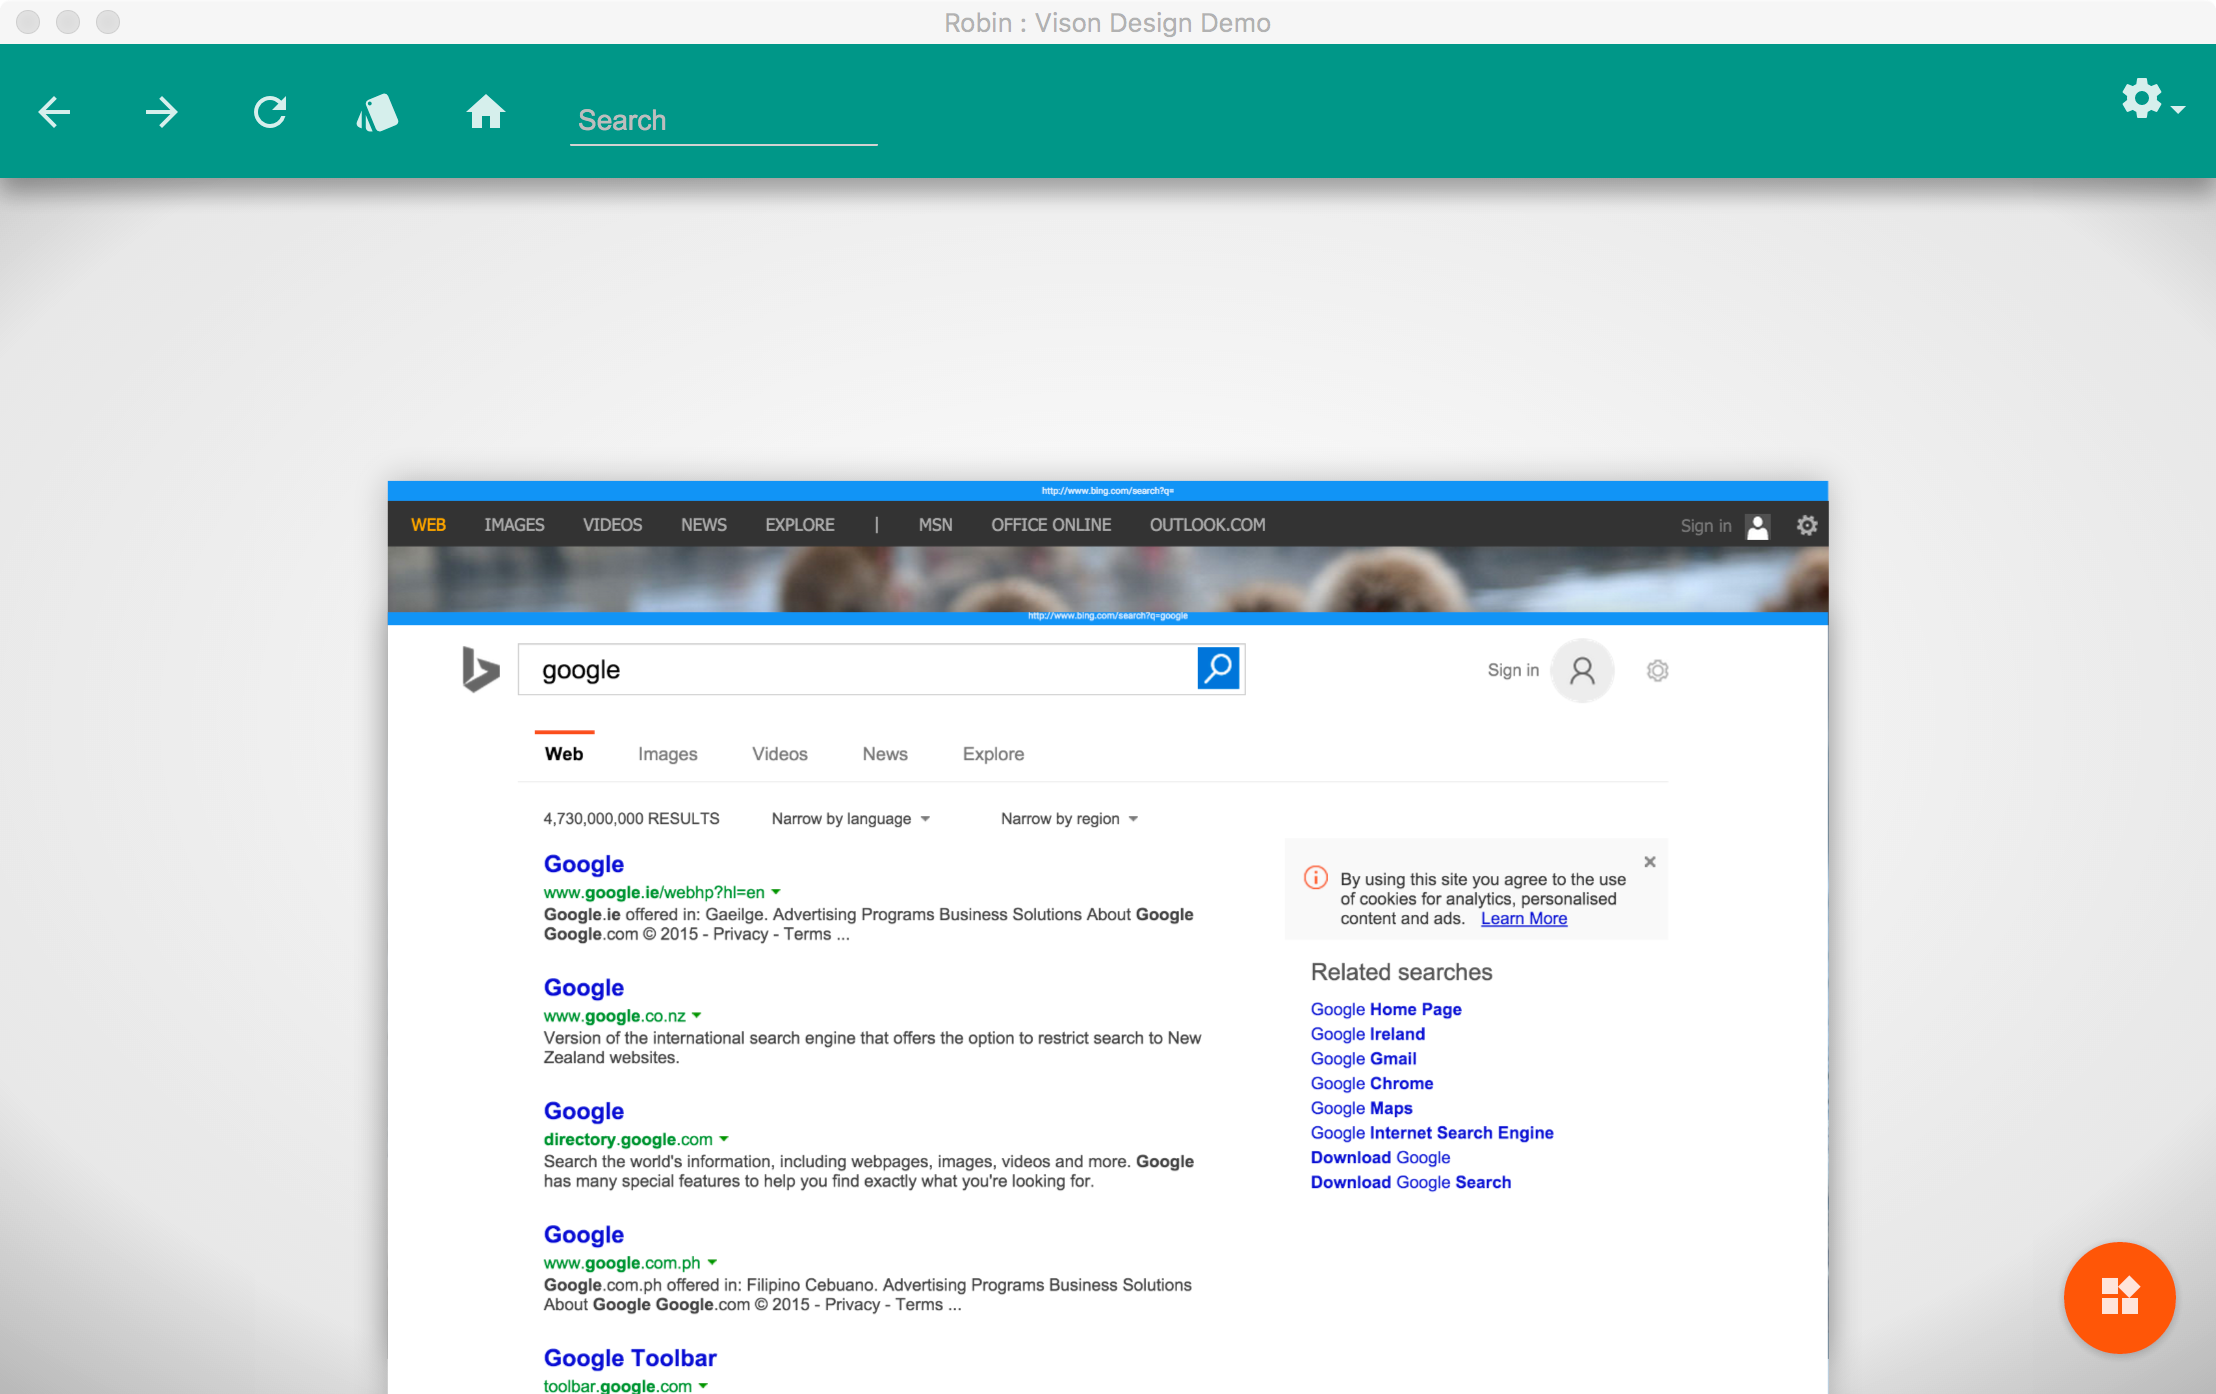 Robin : Vison Design Demo
Search
http://www.bing.com/search?q=
WEB IMAGES VIDEOS NEWS EXPLORE | MSN OFFICE ONLINE OUTLOOK.COM Sign in
http://www.bing.com/search?q=google
google Sign in
Web Images Videos News Explore
4,730,000,000 RESULTS Narrow by language Narrow by region
Google
www.google.ie/webhp?hl=en
Google.ie offered in: Gaeilge. Advertising Programs Business Solutions About Google
Google.com © 2015 - Privacy - Terms ...
Google
www.google.co.nz
Version of the international search engine that offers the option to restrict search to New
Zealand websites.
Google
directory.google.com
Search the world's information, including webpages, images, videos and more. Google
has many special features to help you find exactly what you're looking for.
Google
www.google.com.ph
Google.com.ph offered in: Filipino Cebuano. Advertising Programs Business Solutions
About Google Google.com © 2015 - Privacy - Terms ...
Google Toolbar
toolbar.google.com
By using this site you agree to the use
of cookies for analytics, personalised
content and ads. Learn More
Related searches
Google Home Page
Google Ireland
Google Gmail
Google Chrome
Google Maps
Google Internet Search Engine
Download Google
Download Google Search